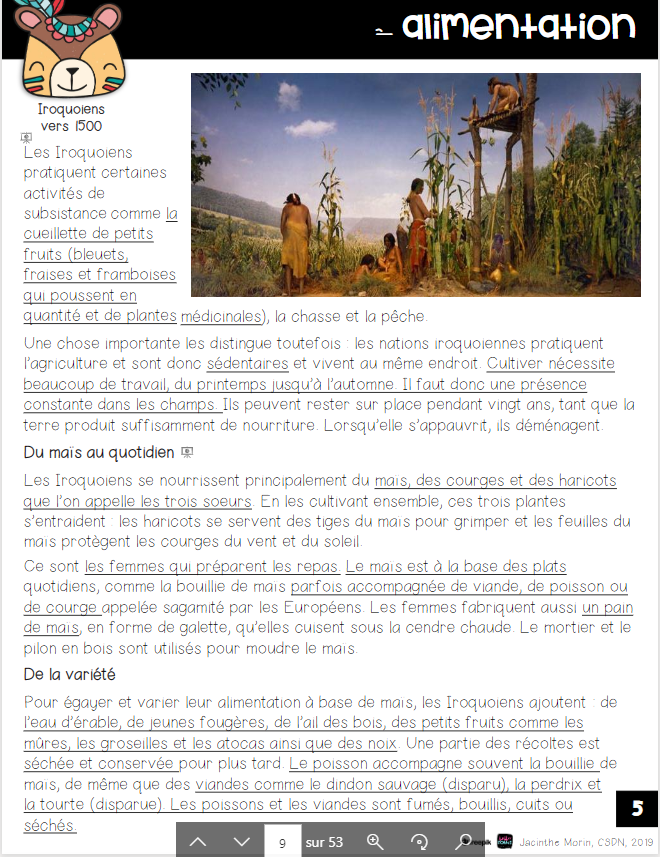 alimentation
Iroquoiens
vers 1500
Les Iroquoiens
pratiquent certaines
activités de
subsistance comme la
cueillette de petits
fruits (bleuets,
fraises et framboises
qui poussent en
quantité et de plantes médicinales), la chasse et la pêche.
Une chose importante les distingue toutefois : les nations iroquoiennes pratiquent
l'agriculture et sont donc sédentaires et vivent au même endroit. Cultiver nécessite
beaucoup de travail, du printemps jusqu'à l'automne. Il faut donc une présence
constante dans les champs. Ils peuvent rester sur place pendant vingt ans, tant que la
terre produit suffisamment de nourriture. Lorsqu'elle s'appauvrit, ils déménagent.
Du maïs au quotidien
Les Iroquoiens se nourrissent principalement du maïs, des courges et des haricots
que l'on appelle les trois soeurs. En les cultivant ensemble, ces trois plantes
s'entraident : les haricots se servent des tiges du maïs pour grimper et les feuilles du
maïs protègent les courges du vent et du soleil.
Ce sont les femmes qui préparent les repas. Le maïs est à la base des plats
quotidiens, comme la bouillie de maïs parfois accompagnée de viande, de poisson ou
de courge appelée sagamité par les Européens. Les femmes fabriquent aussi un pain
de maïs, en forme de galette, qu'elles cuisent sous la cendre chaude. Le mortier et le
pilon en bois sont utilisés pour moudre le maïs.
De la variété
Pour égayer et varier leur alimentation à base de maïs, les Iroquoiens ajoutent : de
l'eau d'érable, de jeunes fougères, de l'ail des bois, des petits fruits comme les
mûres, les groseilles et les atocas ainsi que des noix. Une partie des récoltes est
séchée et conservée pour plus tard. Le poisson accompagne souvent la bouillie de
maïs, de même que des viandes comme le dindon sauvage (disparu), la perdrix et
la tourte (disparue). Les poissons et les viandes sont fumés, bouillis, cuits ou
séchés.
5
9 sur 53
Jacinthe Morin, CSDN, 2019